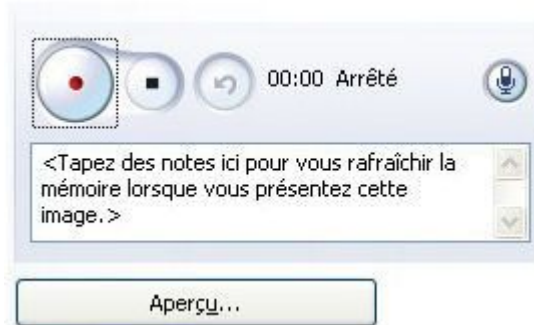 00:00 Arrêté
<Tapez des notes ici pour vous rafraîchir la
mémoire lorsque vous présentez cette
image.>
Aperçu...